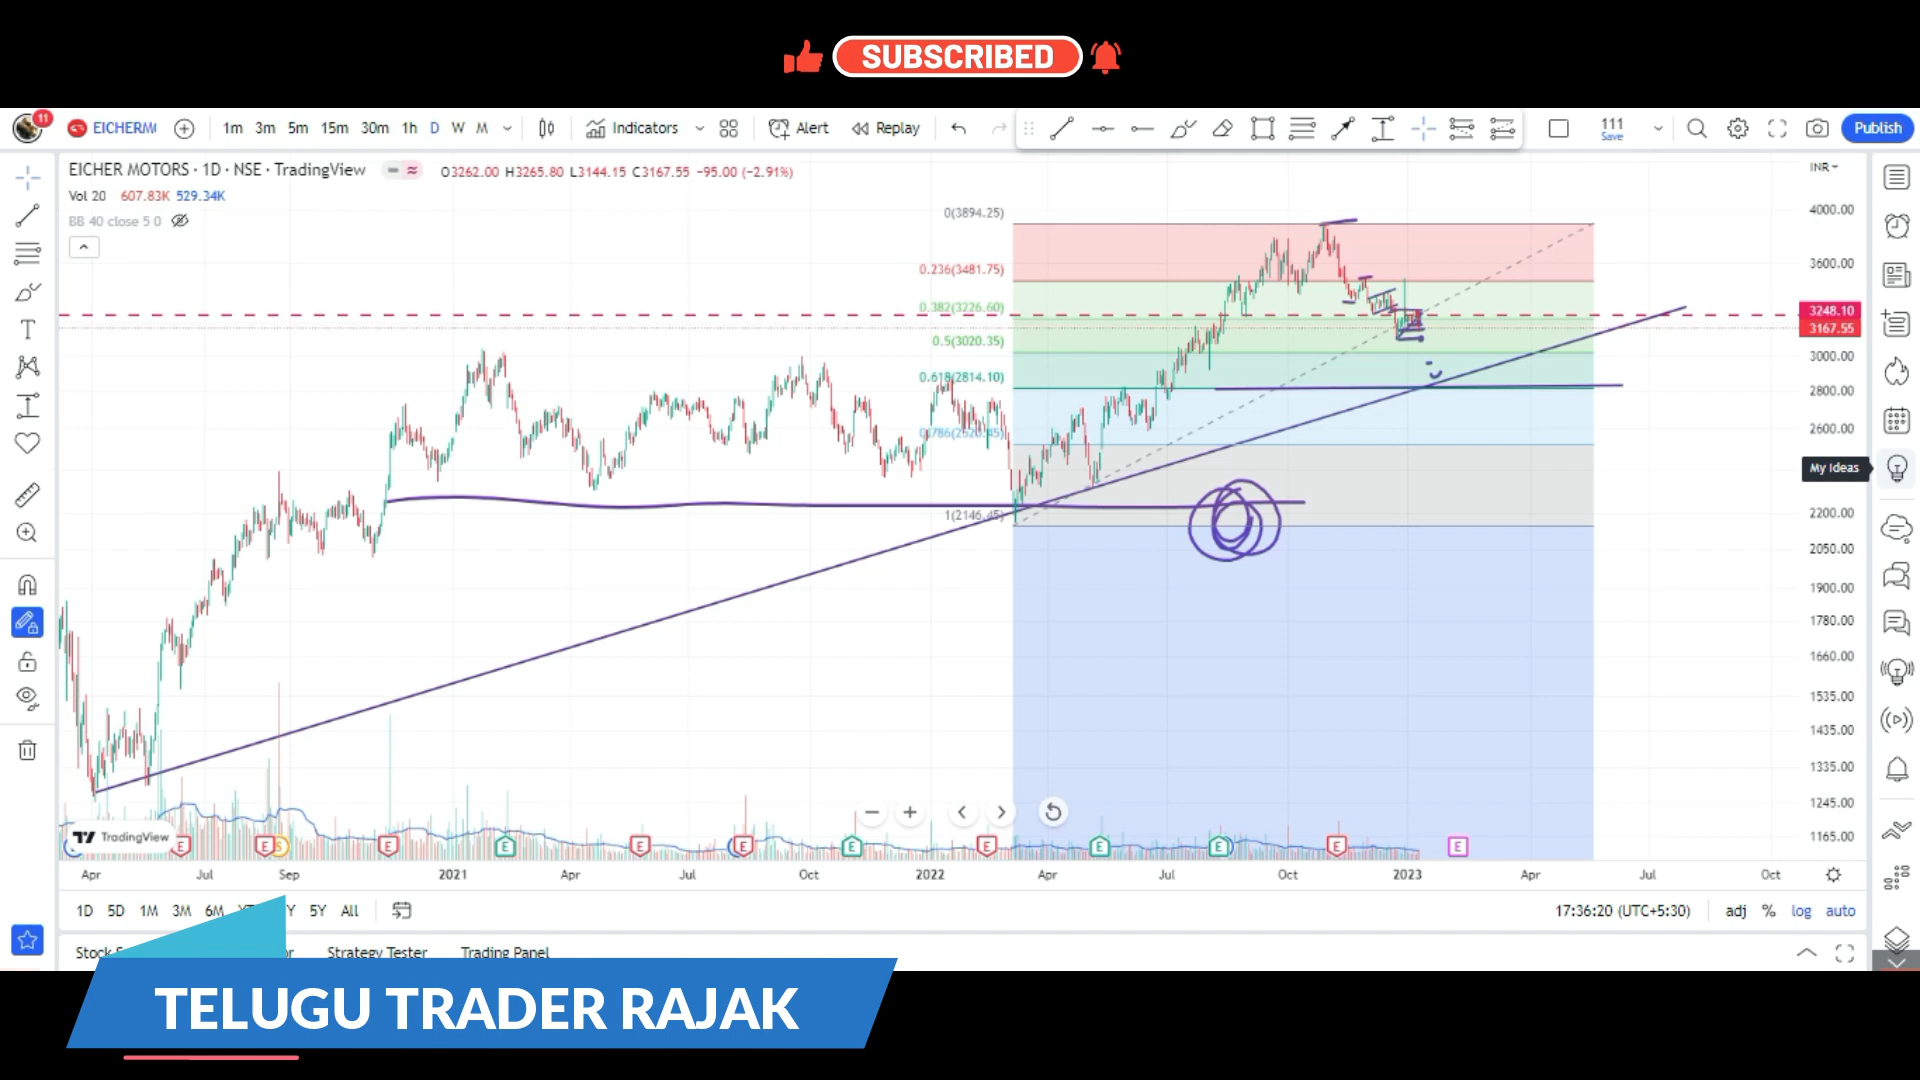 SUBSCRIBED
11
EICHERM
1m 3m 5m 15m 30m 1h D W M
Indicators
Alert
Replay
111
Save
Publish
EICHER MOTORS · 1D · NSE · TradingView
O3262.00 H3265.80 L3144.15 C3167.55 −95.00 (−2.91%)
INR
Vol 20 607.83K 529.34K
BB 40 close 5 0
0(3894.25)
0.236(3481.75)
0.382(3226.60)
0.5(3020.35)
0.618(2814.10)
1(2146.45)
4000.00
3600.00
3248.10
3167.55
3000.00
2800.00
2600.00
My Ideas
2200.00
2050.00
1900.00
1780.00
1660.00
1535.00
1435.00
1335.00
1245.00
1165.00
TradingView
E E S E E E E E E E E E E
Apr Jul Sep 2021 Apr Jul Oct 2022 Apr Jul Oct 2023 Apr Jul Oct
1D 5D 1M 3M 6M 5Y All
17:36:20 (UTC+5:30) adj % log auto
Strategy Tester Trading Panel
TELUGU TRADER RAJAK